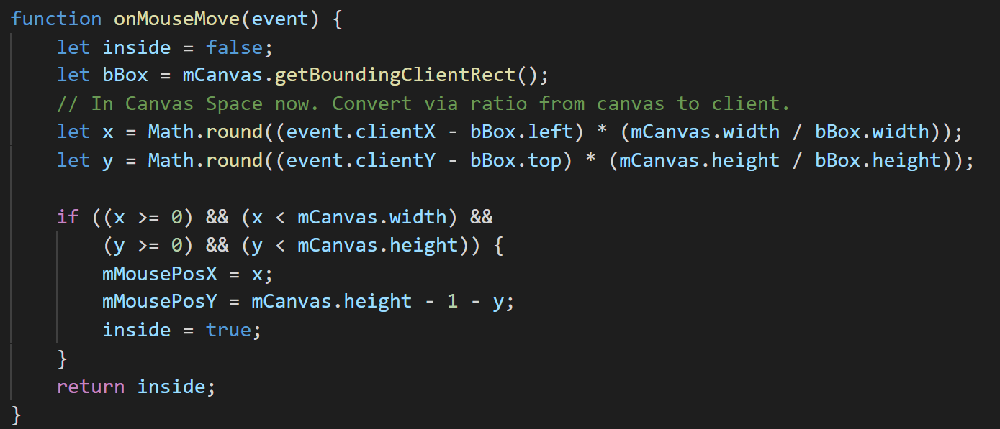 function onMouseMove(event) {
    let inside = false;
    let bBox = mCanvas.getBoundingClientRect();
    // In Canvas Space now. Convert via ratio from canvas to client.
    let x = Math.round((event.clientX - bBox.left) * (mCanvas.width / bBox.width));
    let y = Math.round((event.clientY - bBox.top) * (mCanvas.height / bBox.height));

    if ((x >= 0) && (x < mCanvas.width) &&
        (y >= 0) && (y < mCanvas.height)) {
        mMousePosX = x;
        mMousePosY = mCanvas.height - 1 - y;
        inside = true;
    }
    return inside;
}